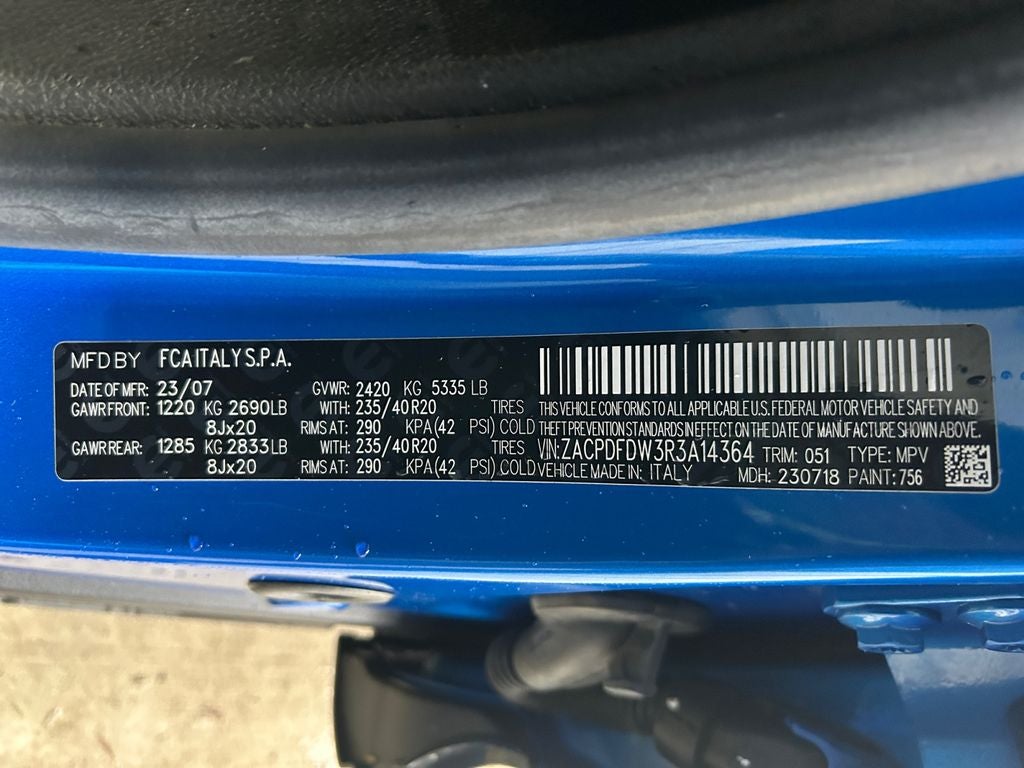 MFD BY FCA ITALY S.P.A.
DATE OF MFR: 23/07 GVWR: 2420 KG 5335 LB
GAWR FRONT: 1220 KG 2690LB WITH: 235/40 R20 TIRES
8Jx20 RIMS AT: 290 KPA(42 PSI) COLD
GAWR REAR: 1285 KG 2833LB WITH: 235/40 R20 TIRES
8Jx20 RIMS AT: 290 KPA(42 PSI) COLD
THIS VEHICLE CONFORMS TO ALL APPLICABLE U.S. FEDERAL MOTOR VEHICLE SAFETY AND
THEFT PREVENTION STANDARDS IN EFFECT ON THE DATE OF MANUFACTURE SHOWN ABOVE.
VIN: ZACPDFDW3R3A14364 TRIM: 051 TYPE: MPV
VEHICLE MADE IN: ITALY MDH: 230718 PAINT: 756